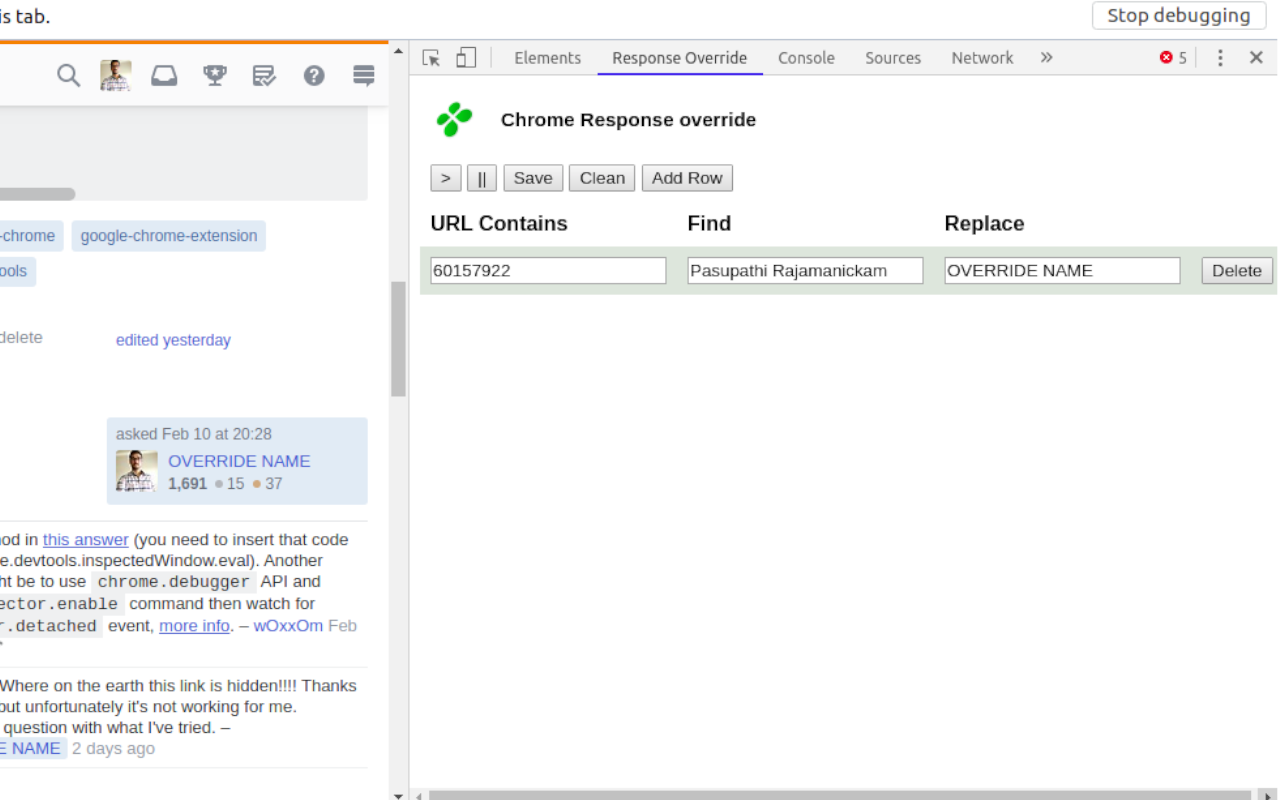 is tab.
Stop debugging
Elements Response Override Console Sources Network » 5
Chrome Response override
> || Save Clean Add Row
URL Contains Find Replace
60157922 Pasupathi Rajamanickam OVERRIDE NAME Delete
-chrome google-chrome-extension
ools
delete edited yesterday
asked Feb 10 at 20:28
OVERRIDE NAME
1,691 15 37
od in this answer (you need to insert that code
e.devtools.inspectedWindow.eval). Another
ht be to use chrome.debugger API and
ector.enable command then watch for
r.detached event, more info. – wOxxOm Feb
Where on the earth this link is hidden!!!! Thanks
but unfortunately it's not working for me.
question with what I've tried. –
E NAME 2 days ago